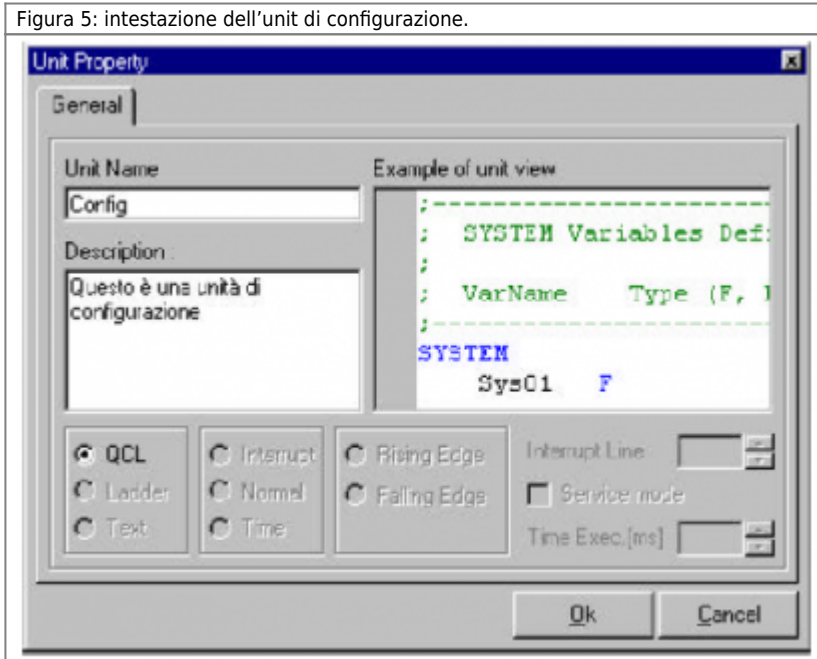 Figura 5: intestazione dell'unit di configurazione.
Unit Property
General
Unit Name
Config
Description :
Questo è una unità di
configurazione
Example of unit view
;---------------------------
;   SYSTEM Variables Def
;
;   VarName     Type (F,
;---------------------------
SYSTEM
Sys01   F
QCL
Ladder
Text
Interrupt
Normal
Time
Rising Edge
Falling Edge
Interrupt Line
Service mode
Time Exec.[ms]
Ok
Cancel